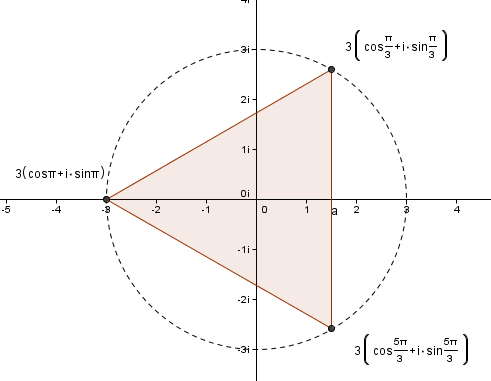 4i
3(cos π/3 + i·sin π/3)
3i
2i
1i
3(cosπ+i·sinπ)
0i
-5 -4 -3 -2 -1 0 a 2 3 4
-1i
-2i
-3i
3(cos 5π/3 + i·sin 5π/3)